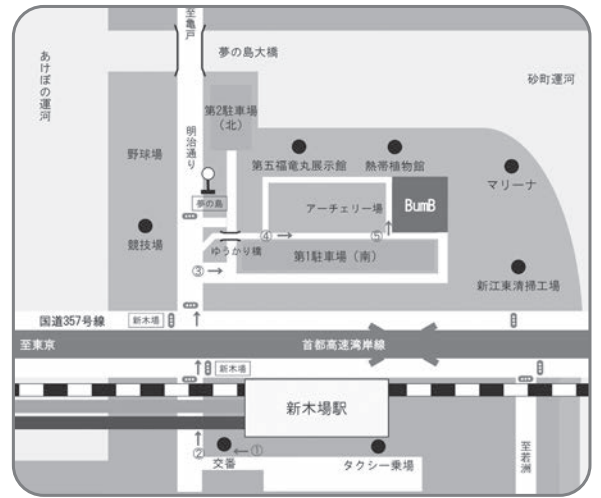 至亀戸
夢の島大橋
あけぼの運河
砂町運河
第2駐車場
（北）
明治通り
野球場
第五福竜丸展示館
熱帯植物館
マリーナ
夢の島
アーチェリー場
BumB
競技場
④→
⑤↑
ゆうかり橋
第1駐車場（南）
③→
新江東清掃工場
国道357号線
新木場
↑
至東京
首都高速湾岸線
↑
新木場
新木場駅
↑
②
←①
交番
タクシー乗場
至若洲